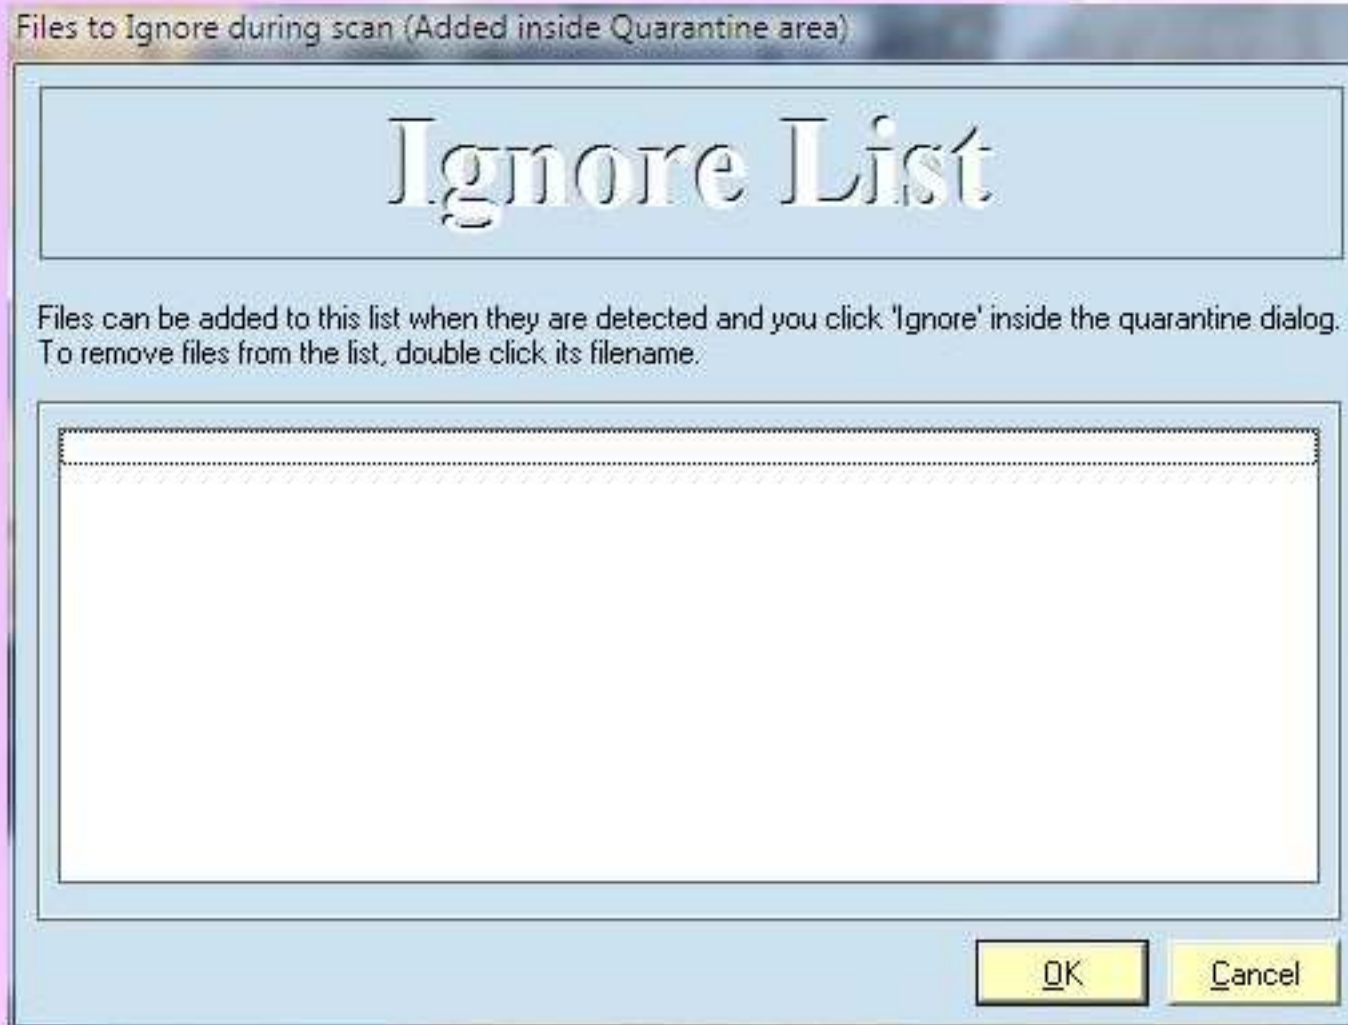 Files to Ignore during scan (Added inside Quarantine area)
Ignore List
Files can be added to this list when they are detected and you click 'Ignore' inside the quarantine dialog.
To remove files from the list, double click its filename.
OK
Cancel